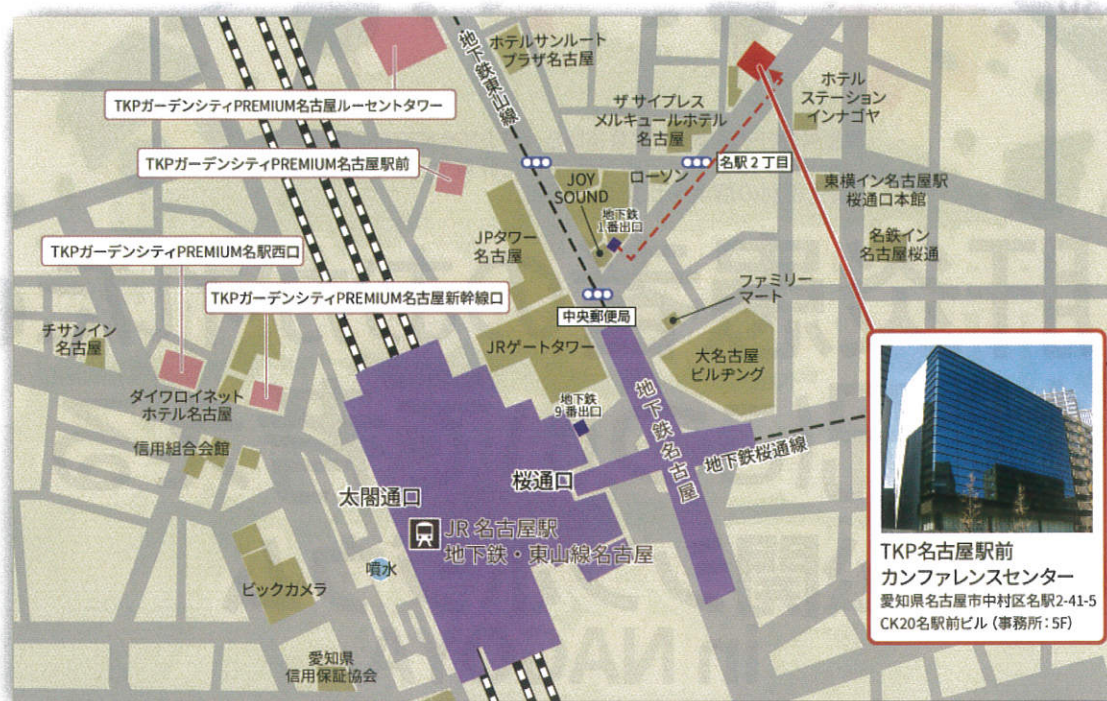 地下鉄東山線
ホテルサンルート
プラザ名古屋
TKPガーデンシティPREMIUM名古屋ルーセントタワー
ザ サイプレス
メルキュールホテル
名古屋
ホテル
ステーション
インナゴヤ
TKPガーデンシティPREMIUM名古屋駅前
名駅2丁目
JOY
SOUND
ローソン
東横イン名古屋駅
桜通口本館
地下鉄
1番出口
JPタワー
名古屋
名鉄イン
名古屋桜通
TKPガーデンシティPREMIUM名駅西口
TKPガーデンシティPREMIUM名古屋新幹線口
ファミリー
マート
中央郵便局
チサンイン
名古屋
JRゲートタワー
大名古屋
ビルヂング
ダイワロイネット
ホテル名古屋
地下鉄
9番出口
地下鉄名古屋
信用組合会館
地下鉄桜通線
桜通口
太閤通口
JR 名古屋駅
地下鉄・東山線名古屋
噴水
ビックカメラ
愛知県
信用保証協会
TKP名古屋駅前
カンファレンスセンター
愛知県名古屋市中村区名駅2-41-5
CK20名駅前ビル (事務所:5F)